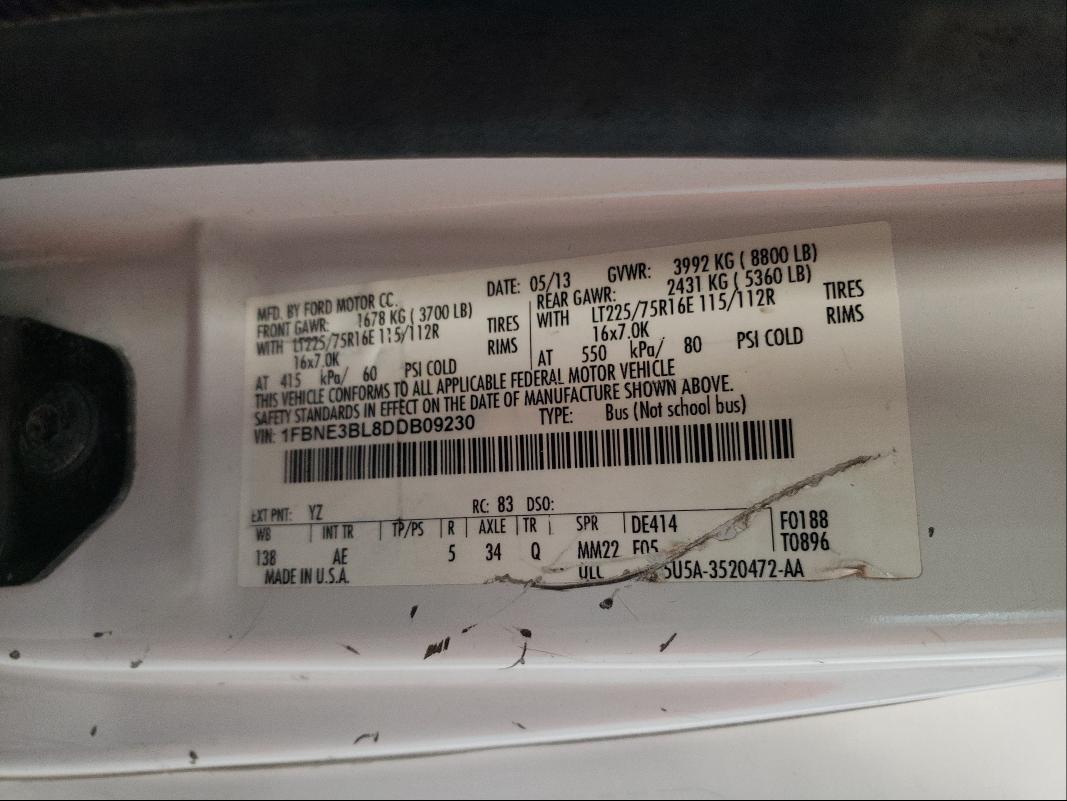 MFD. BY FORD MOTOR CC.
DATE: 05/13 GVWR: 3992 KG ( 8800 LB)
FRONT GAWR: 1678 KG ( 3700 LB)
WITH LT225/75R16E 115/112R TIRES
16x7.0K RIMS
AT 415 kPa/ 60 PSI COLD
REAR GAWR: 2431 KG ( 5360 LB)
WITH LT225/75R16E 115/112R TIRES
16x7.0K RIMS
AT 550 kPa/ 80 PSI COLD
THIS VEHICLE CONFORMS TO ALL APPLICABLE FEDERAL MOTOR VEHICLE
SAFETY STANDARDS IN EFFECT ON THE DATE OF MANUFACTURE SHOWN ABOVE.
VIN: 1FBNE3BL8DDB09230 TYPE: Bus (Not school bus)
EXT PNT: YZ RC: 83 DSO:
WB INT TR TP/PS R AXLE TR SPR DE414 F0188
138 AE 5 34 Q MM22 F05 T0896
MADE IN U.S.A. ULL 5U5A-3520472-AA